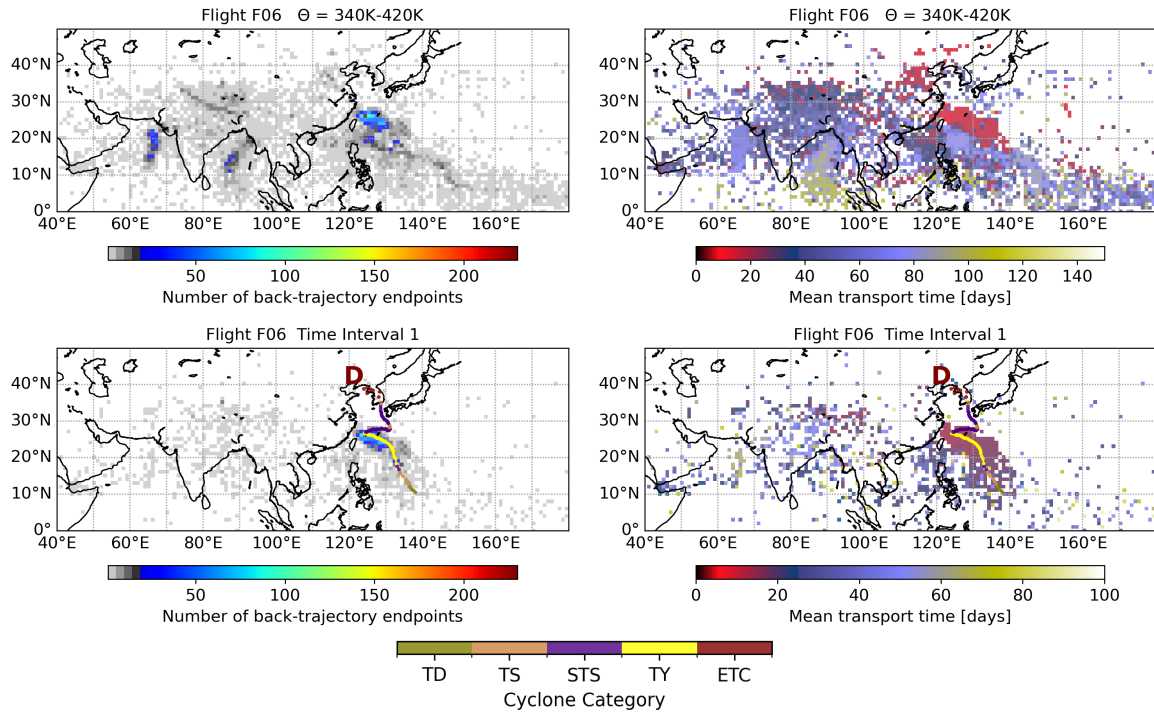 Flight F06 Θ = 340K-420K
40°N
30°N
20°N
10°N
0°
40°E 60°E 80°E 100°E 120°E 140°E 160°E
50 100 150 200
Number of back-trajectory endpoints
Flight F06 Θ = 340K-420K
40°N
30°N
20°N
10°N
0°
40°E 60°E 80°E 100°E 120°E 140°E 160°E
0 20 40 60 80 100 120 140
Mean transport time [days]
Flight F06 Time Interval 1
D
40°N
30°N
20°N
10°N
0°
40°E 60°E 80°E 100°E 120°E 140°E 160°E
50 100 150 200
Number of back-trajectory endpoints
Flight F06 Time Interval 1
D
40°N
30°N
20°N
10°N
0°
40°E 60°E 80°E 100°E 120°E 140°E 160°E
0 20 40 60 80 100
Mean transport time [days]
TD TS STS TY ETC
Cyclone Category